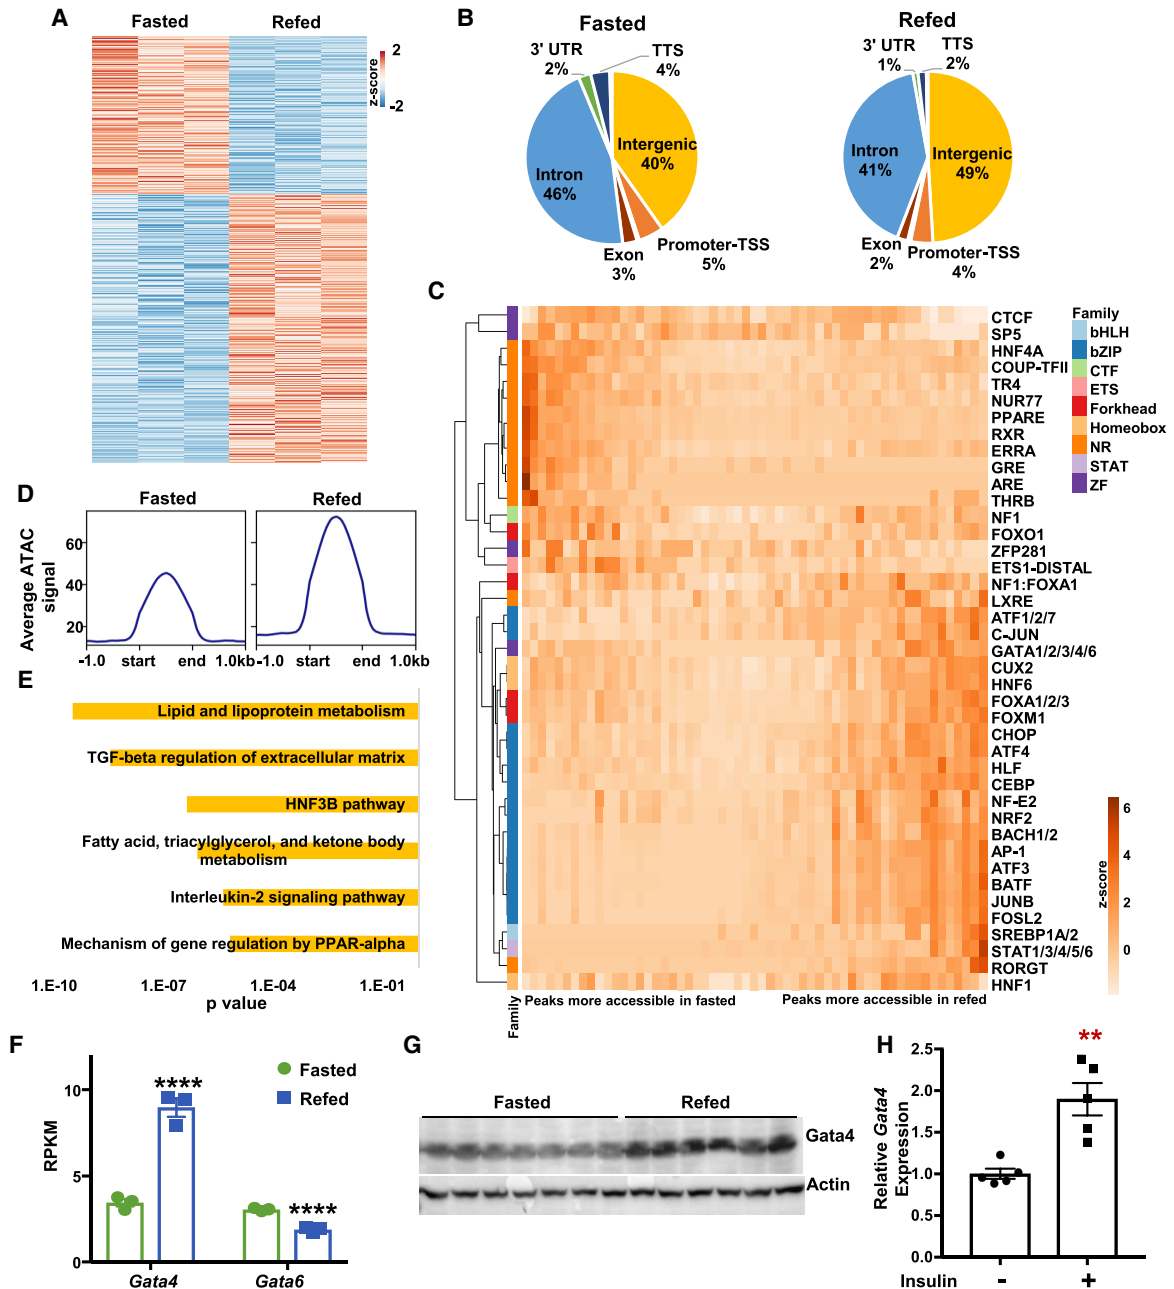 A
Fasted
Refed
2
z-score
-2
B
Fasted
3' UTR
2%
TTS
4%
Intergenic
40%
Intron
46%
Exon
3%
Promoter-TSS
5%
Refed
3' UTR
1%
TTS
2%
Intron
41%
Intergenic
49%
Exon
2%
Promoter-TSS
4%
C
CTCF
SP5
HNF4A
COUP-TFII
TR4
NUR77
PPARE
RXR
ERRA
GRE
ARE
THRB
NF1
FOXO1
ZFP281
ETS1-DISTAL
NF1:FOXA1
LXRE
ATF1/2/7
C-JUN
GATA1/2/3/4/6
CUX2
HNF6
FOXA1/2/3
FOXM1
CHOP
ATF4
HLF
CEBP
NF-E2
NRF2
BACH1/2
AP-1
ATF3
BATF
JUNB
FOSL2
SREBP1A/2
STAT1/3/4/5/6
RORGT
HNF1
Family
bHLH
bZIP
CTF
ETS
Forkhead
Homeobox
NR
STAT
ZF
6
4
2
0
z-score
Family
Peaks more accessible in fasted
Peaks more accessible in refed
D
Fasted
Refed
Average ATAC
signal
60
40
20
-1.0 start end 1.0kb
-1.0 start end 1.0kb
E
Lipid and lipoprotein metabolism
TGF-beta regulation of extracellular matrix
HNF3B pathway
Fatty acid, triacylglycerol, and ketone body
metabolism
Interleukin-2 signaling pathway
Mechanism of gene regulation by PPAR-alpha
1.E-10 1.E-07 1.E-04 1.E-01
p value
F
RPKM
10
5
0
****
****
Fasted
Refed
Gata4
Gata6
G
Fasted
Refed
Gata4
Actin
H
**
Relative Gata4
Expression
2.5
2.0
1.5
1.0
0.5
0.0
Insulin - +